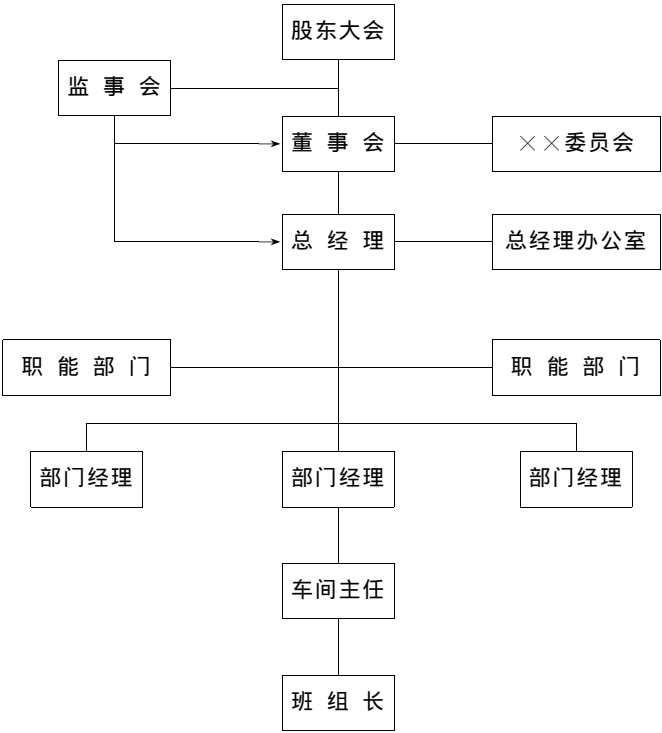 股东大会
监事会
董事会
××委员会
总经理
总经理办公室
职能部门
职能部门
部门经理
部门经理
部门经理
车间主任
班组长